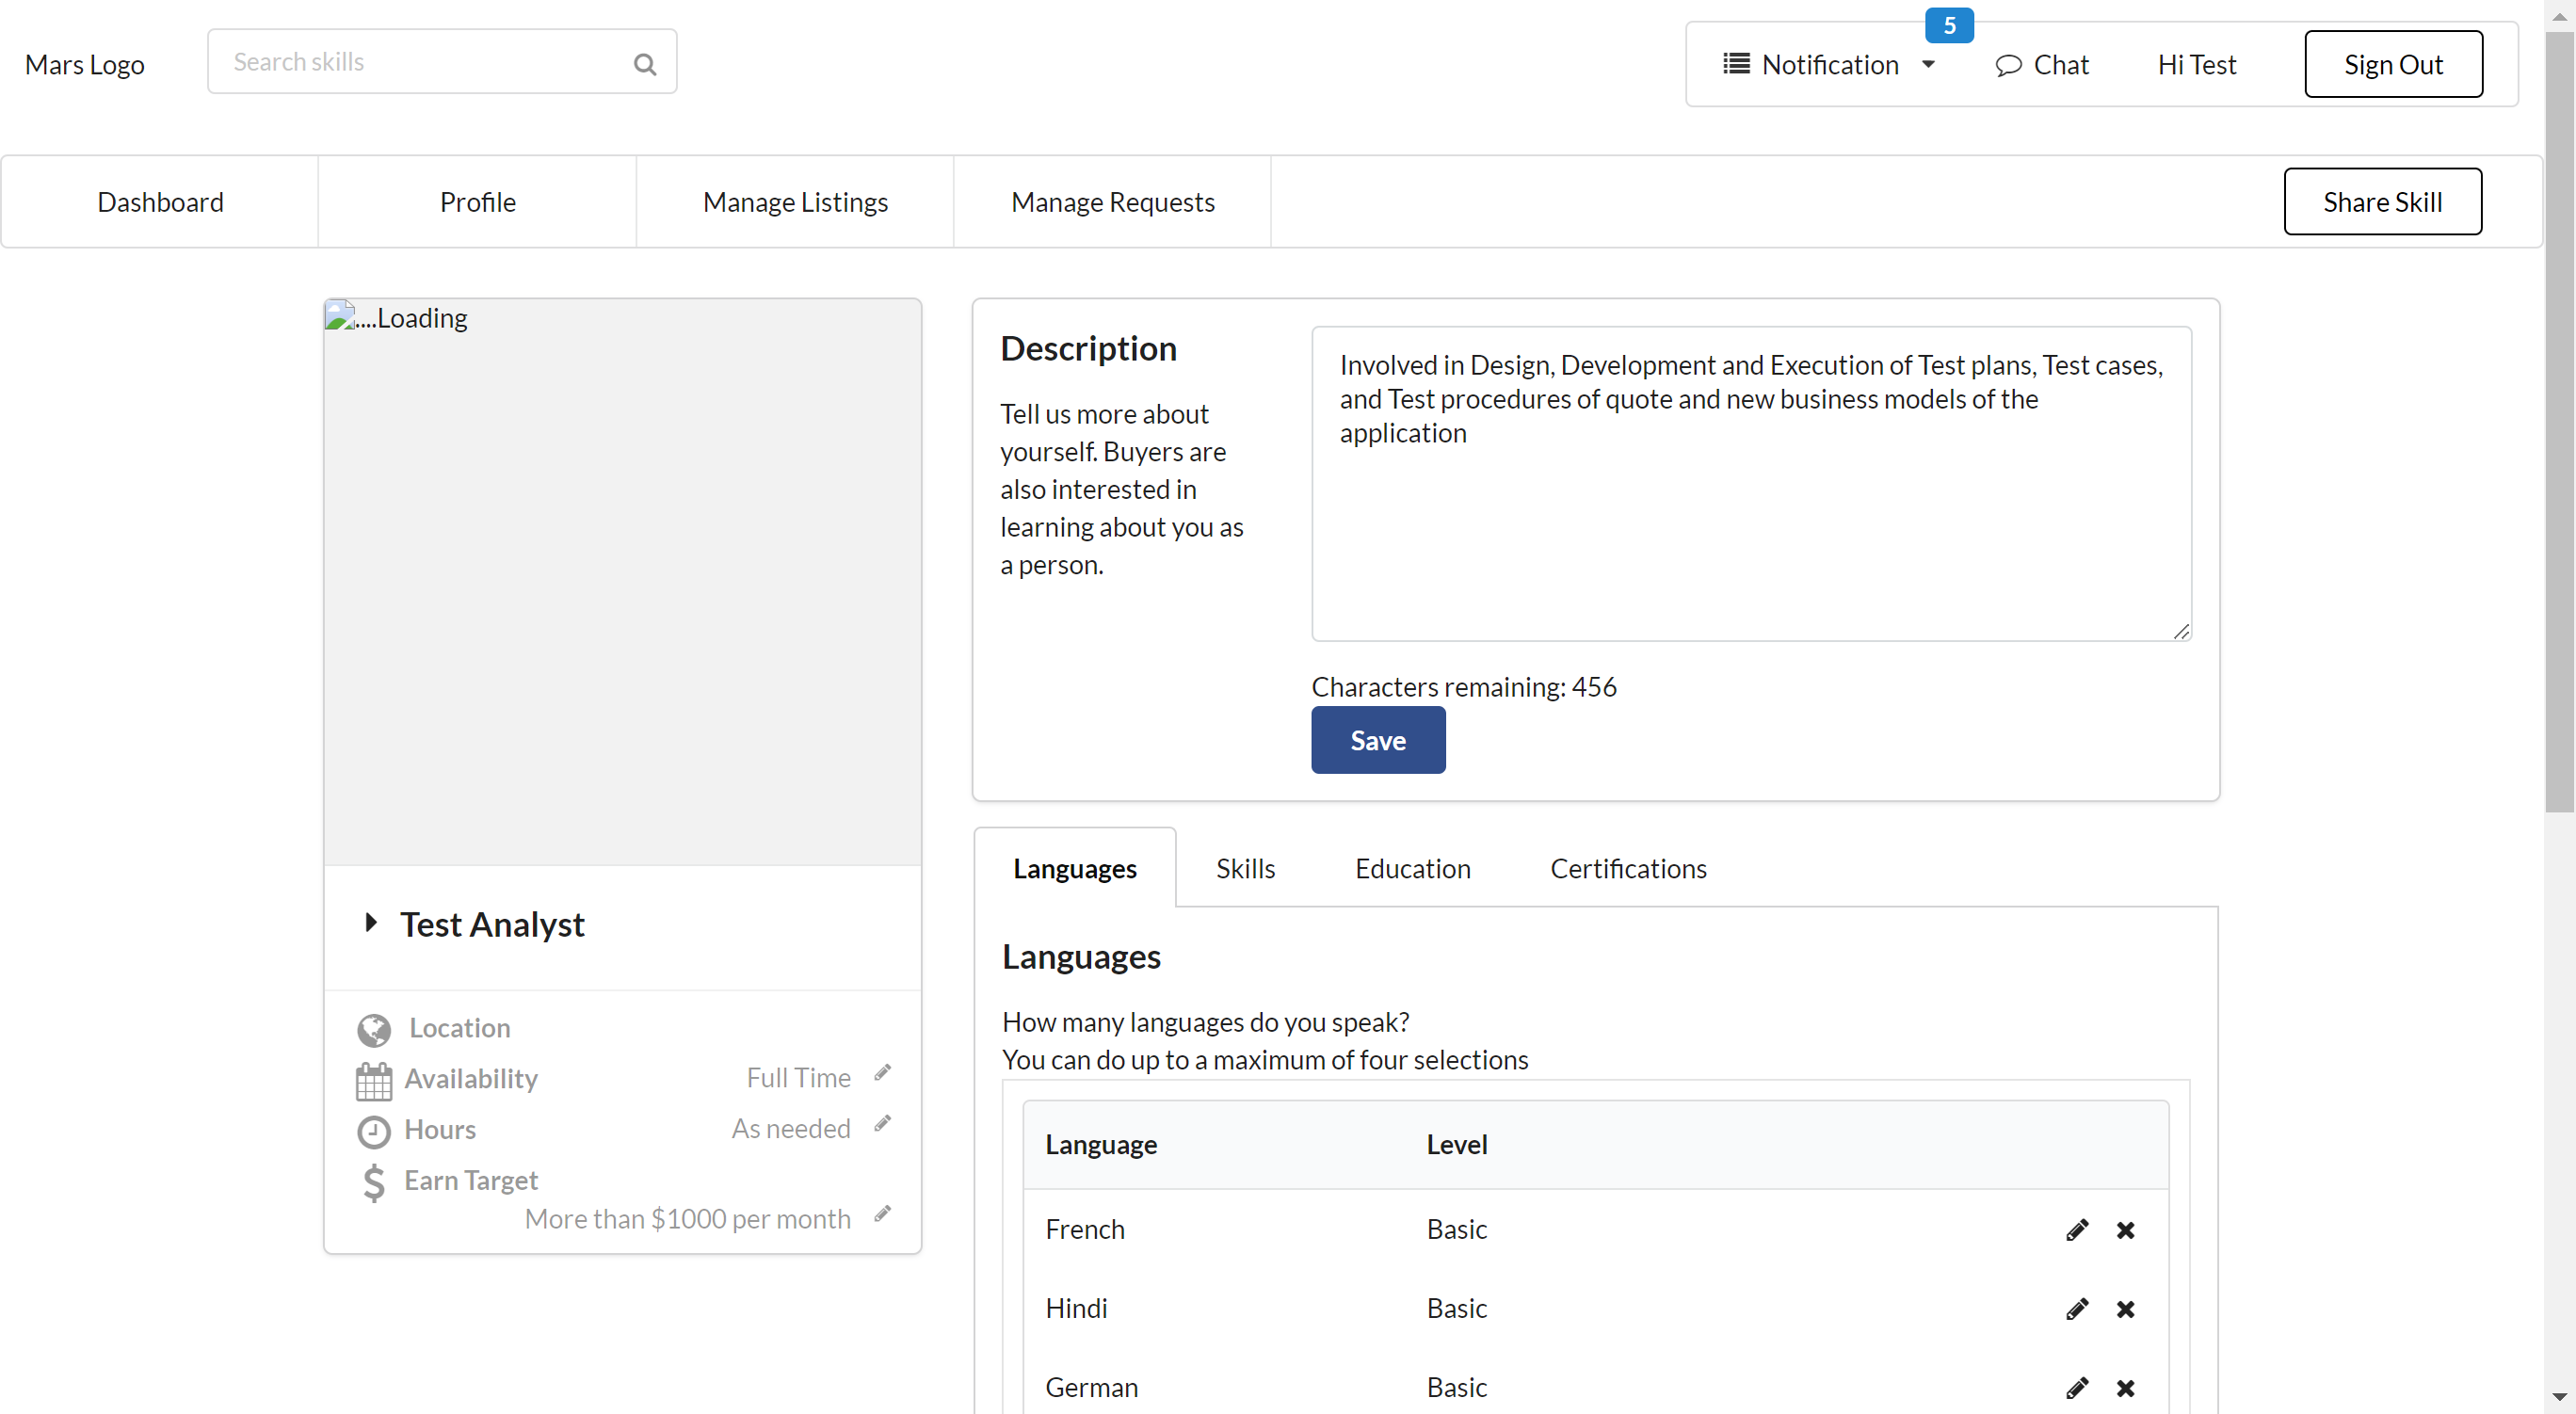 Mars Logo
Search skills
5
Notification
Chat
Hi Test
Sign Out
Dashboard
Profile
Manage Listings
Manage Requests
Share Skill
....Loading
Test Analyst
Location
Availability
Full Time
Hours
As needed
Earn Target
More than $1000 per month
Description
Tell us more about
yourself. Buyers are
also interested in
learning about you as
a person.
Involved in Design, Development and Execution of Test plans, Test cases,
and Test procedures of quote and new business models of the
application
Characters remaining: 456
Save
Languages
Skills
Education
Certifications
Languages
How many languages do you speak?
You can do up to a maximum of four selections
Language
Level
French
Basic
Hindi
Basic
German
Basic